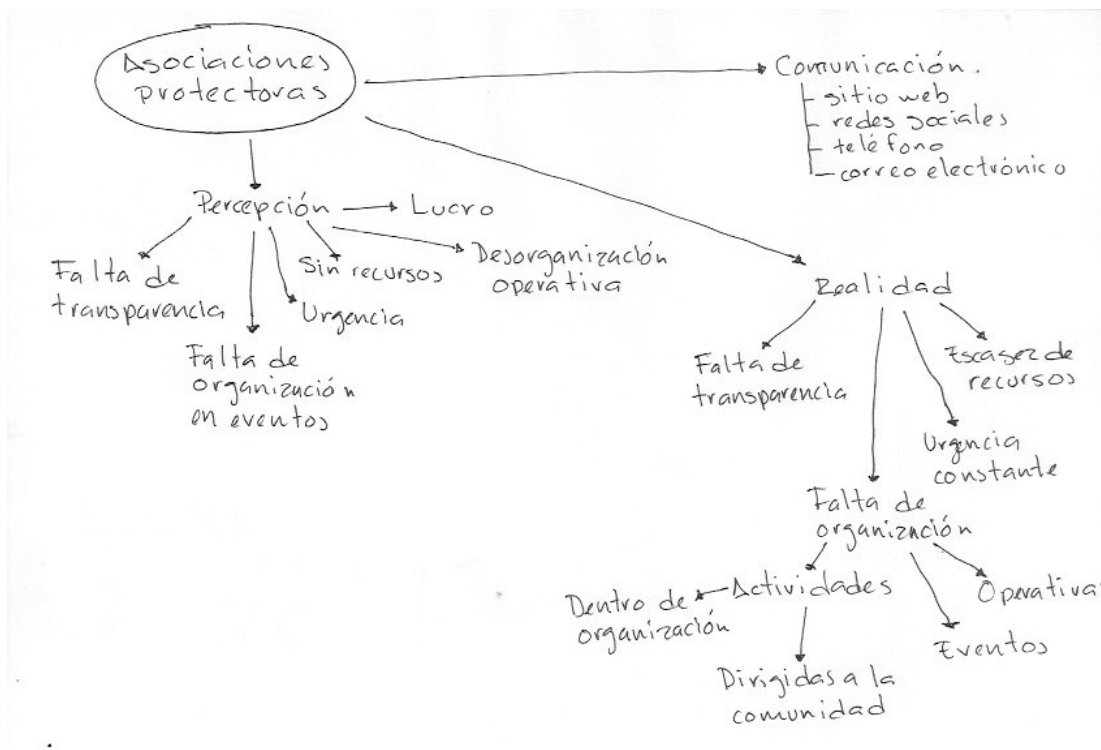 Asociaciones
protectoras
Comunicación.
sitio web
redes sociales
teléfono
correo electrónico
Percepción
Lucro
Falta de
transparencia
Falta de
organización
en eventos
Urgencia
Sin recursos
Desorganización
operativa
Realidad
Falta de
transparencia
Escasez de
recursos
Urgencia
constante
Falta de
organización
Actividades
Dentro de
organización
Dirigidas a la
comunidad
Eventos
Operativa